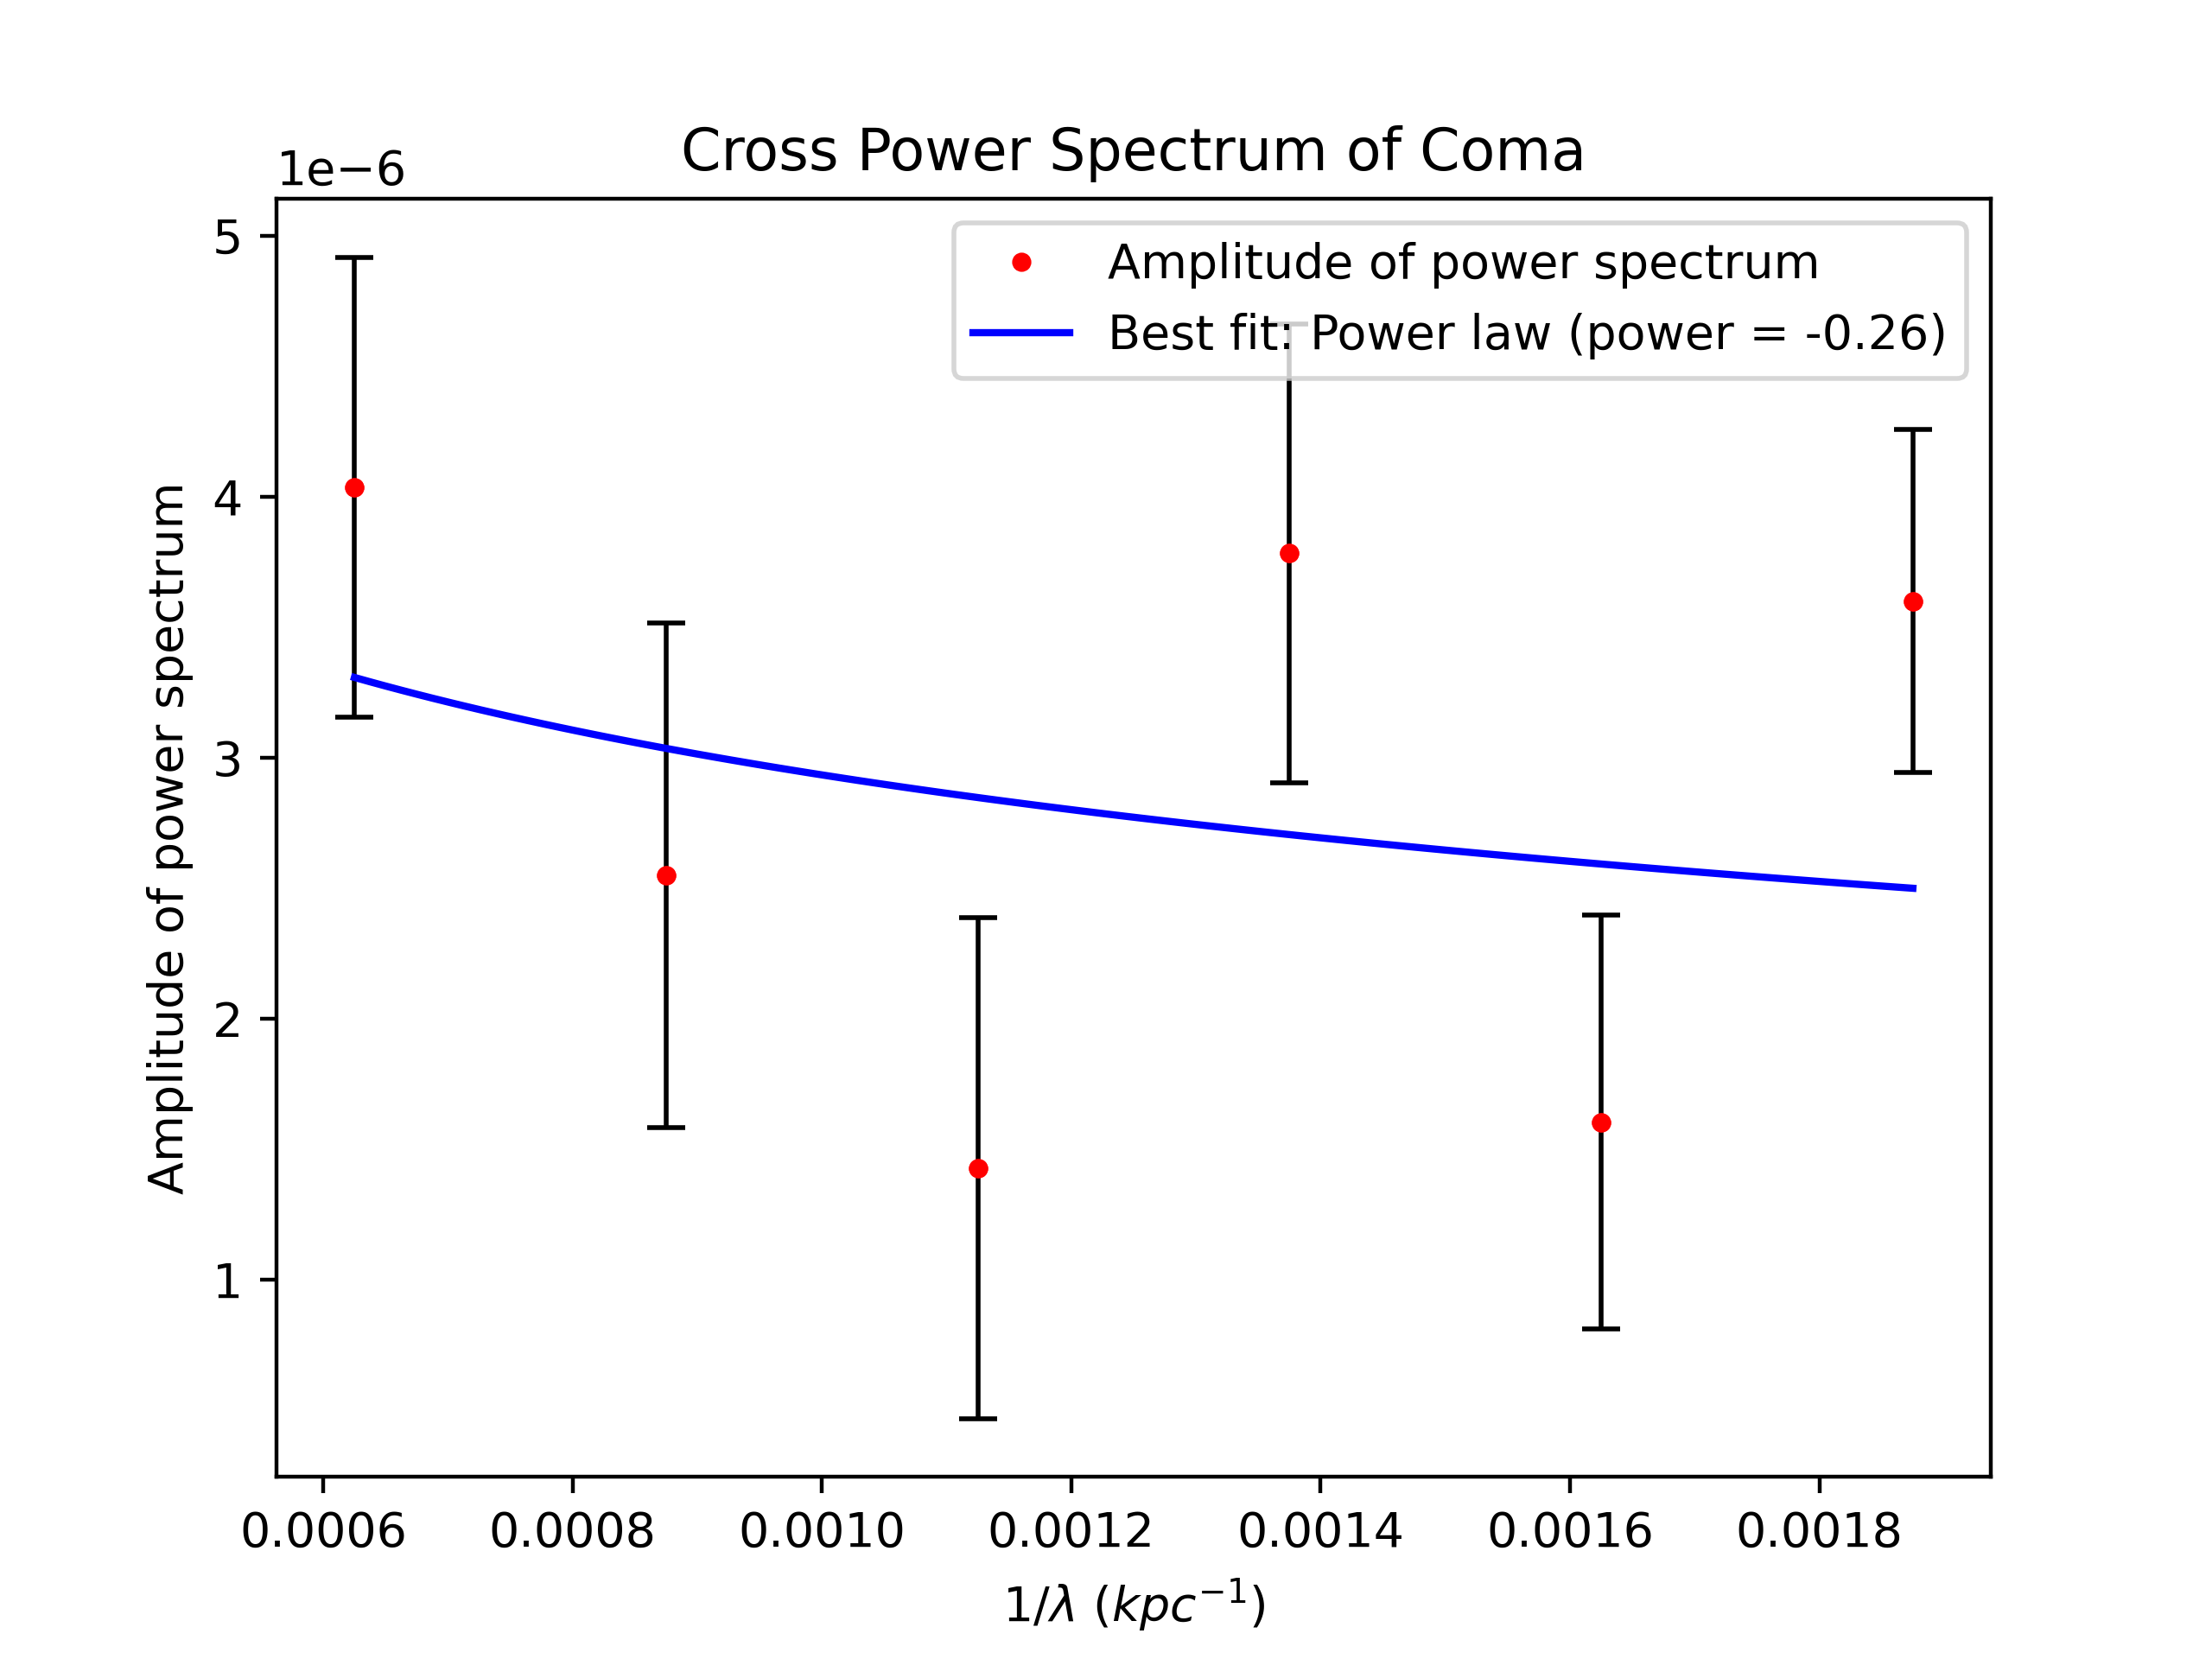 Cross Power Spectrum of Coma
1e−6
Amplitude of power spectrum
Best fit: Power law (power = -0.26)
5
4
3
2
1
Amplitude of power spectrum
0.0006 0.0008 0.0010 0.0012 0.0014 0.0016 0.0018
1/λ (kpc⁻¹)